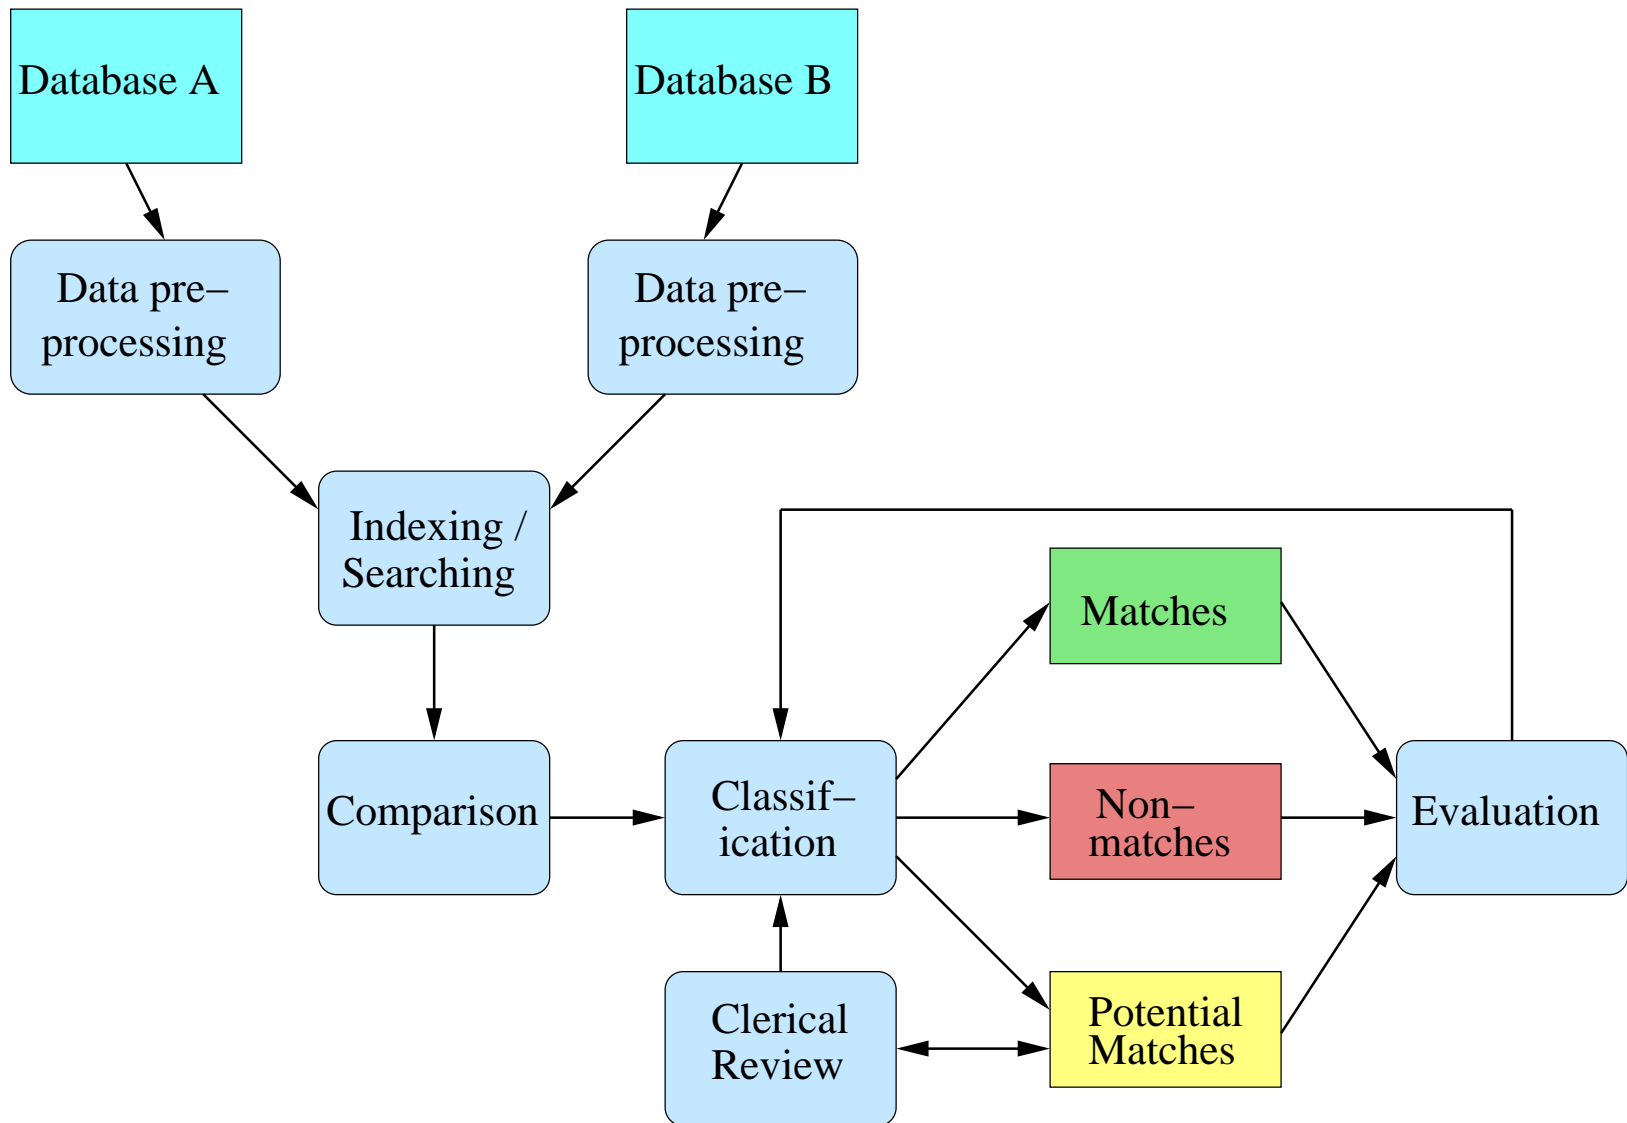 Database A
Database B
Data pre–
processing
Data pre–
processing
Indexing /
Searching
Matches
Comparison
Classif–
ication
Non–
matches
Evaluation
Clerical
Review
Potential
Matches